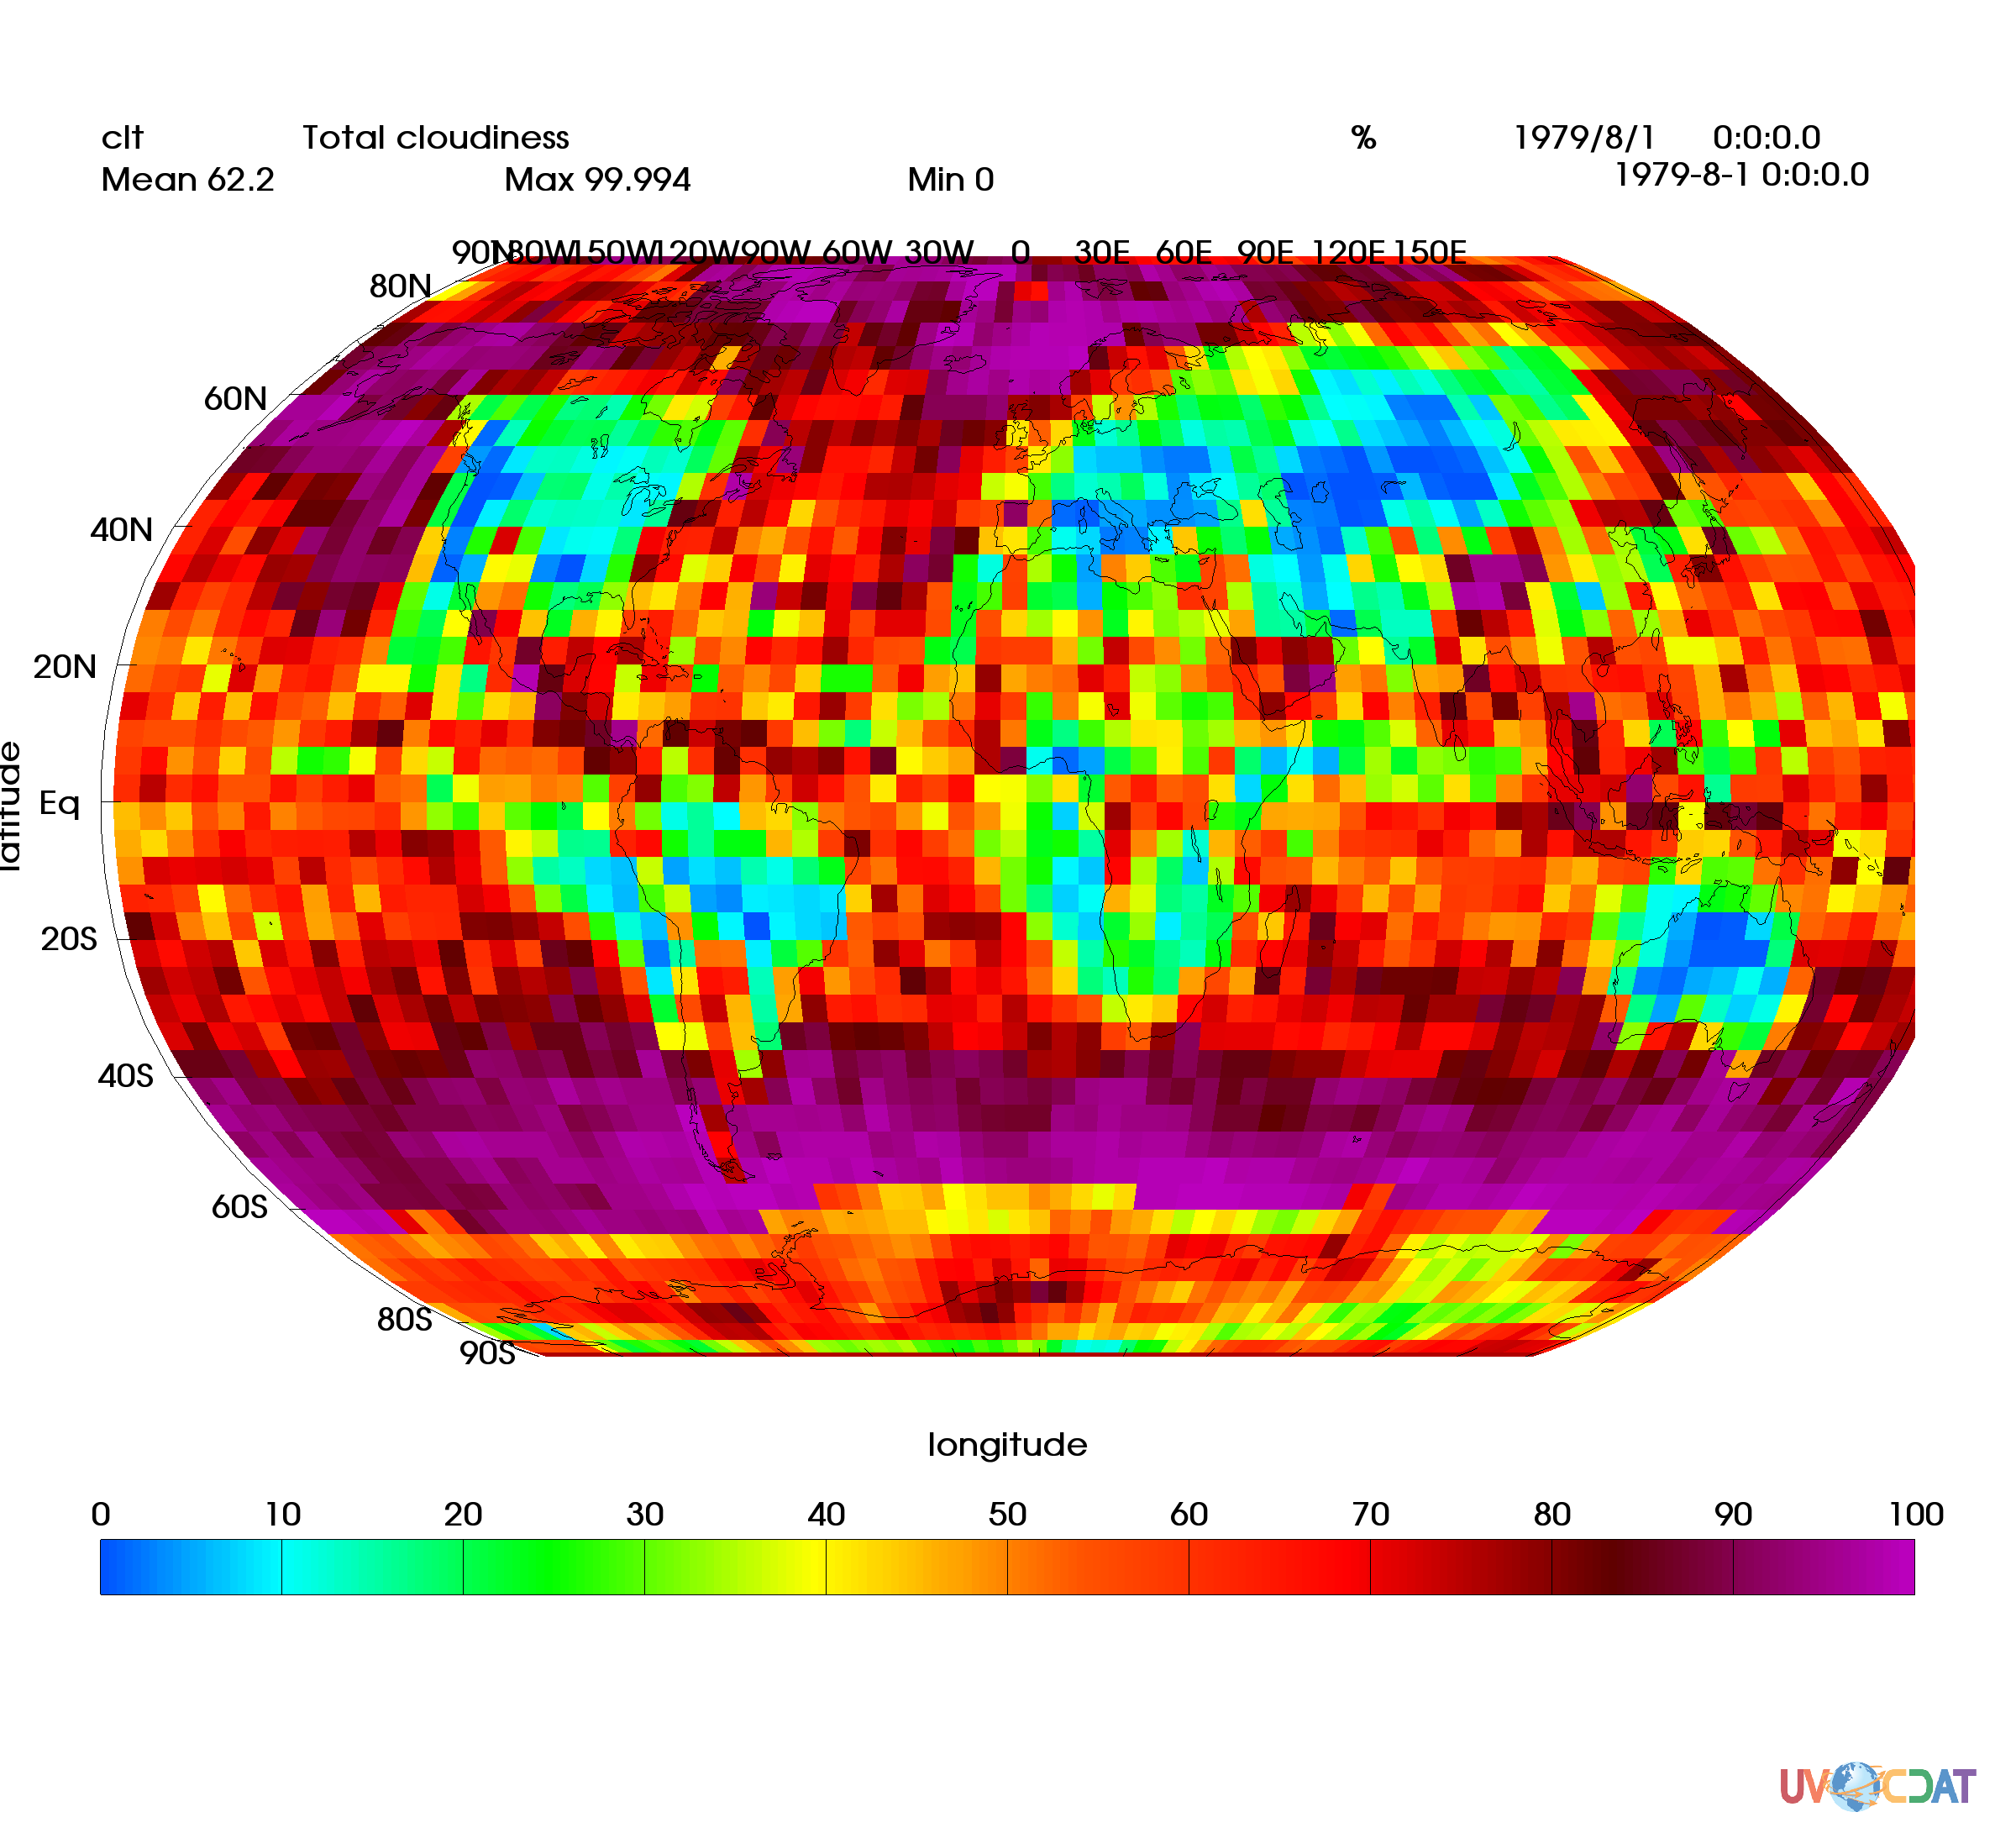 clt Total cloudiness % 1979/8/1 0:0:0.0
Mean 62.2 Max 99.994 Min 0 1979-8-1 0:0:0.0
90N 180W 150W 120W 90W 60W 30W 0 30E 60E 90E 120E 150E
80N
60N
40N
20N
latitude
Eq
20S
40S
60S
80S
90S
longitude
0 10 20 30 40 50 60 70 80 90 100
UVCDAT